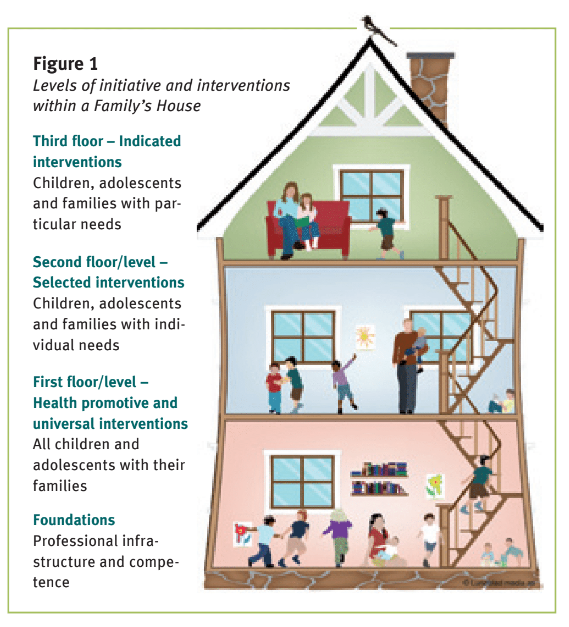 Figure 1
Levels of initiative and interventions
within a Family's House
Third floor – Indicated
interventions
Children, adolescents
and families with par-
ticular needs
Second floor/level –
Selected interventions
Children, adolescents
and families with indi-
vidual needs
First floor/level –
Health promotive and
universal interventions
All children and
adolescents with their
families
Foundations
Professional infra-
structure and compe-
tence
©